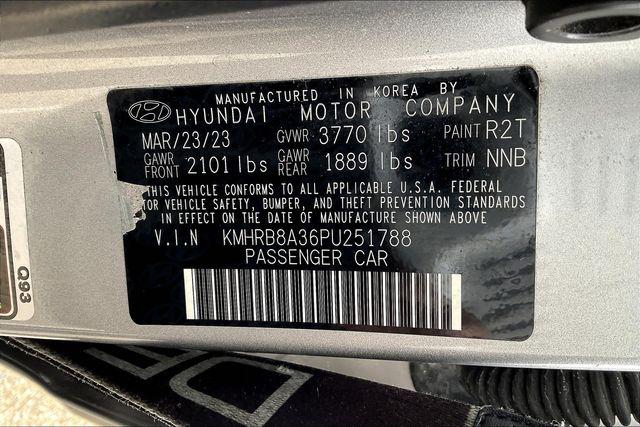 MANUFACTURED IN KOREA BY
HYUNDAI MOTOR COMPANY
MAR/23/23 GVWR 3770 lbs PAINT R2T
GAWR FRONT 2101 lbs GAWR REAR 1889 lbs TRIM NNB
THIS VEHICLE CONFORMS TO ALL APPLICABLE U.S.A. FEDERAL
MOTOR VEHICLE SAFETY, BUMPER, AND THEFT PREVENTION STANDARDS
IN EFFECT ON THE DATE OF MANUFACTURE SHOWN ABOVE
V.I.N KMHRB8A36PU251788
PASSENGER CAR
Q93